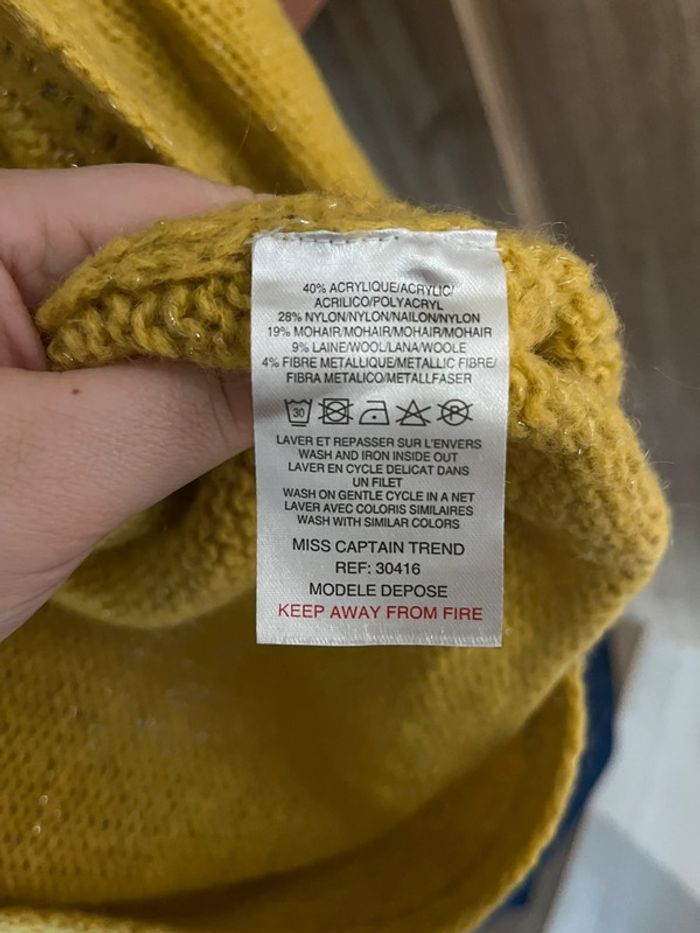 40% ACRYLIQUE/ACRYLIC/
ACRILICO/POLYACRYL
28% NYLON/NYLON/NAILON/NYLON
19% MOHAIR/MOHAIR/MOHAIR/MOHAIR
9% LAINE/WOOL/LANA/WOOLE
4% FIBRE METALLIQUE/METALLIC FIBRE/
FIBRA METALICO/METALLFASER
30 P
LAVER ET REPASSER SUR L'ENVERS
WASH AND IRON INSIDE OUT
LAVER EN CYCLE DELICAT DANS
UN FILET
WASH ON GENTLE CYCLE IN A NET
LAVER AVEC COLORIS SIMILAIRES
WASH WITH SIMILAR COLORS
MISS CAPTAIN TREND
REF: 30416
MODELE DEPOSE
KEEP AWAY FROM FIRE